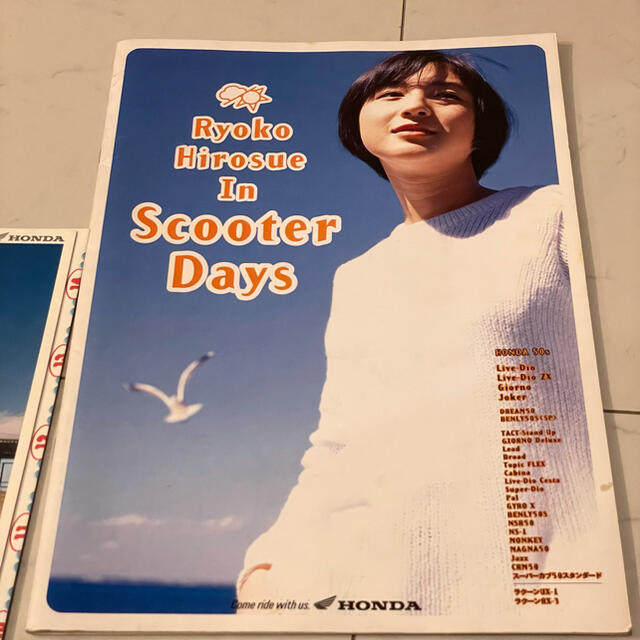 Ryoko
Hirosue
In
Scooter
Days
HONDA
HONDA 50s
Live-Dio
Live-Dio ZX
Giorno
Joker
DREAM50
BENLY50S(SP)
TACT-Stand Up
GIORNO Deluxe
Lead
Broad
Topic FLEX
Cabina
Live-Dio Cesta
Super-Dio
Pal
GYRO X
BENLY50S
NSR50
NS-1
MONKEY
MAGNA50
Jazz
CRM50
スーパーカブ50スタンダード
ラクーンUX-1
ラクーンRX-3
Come ride with us. HONDA